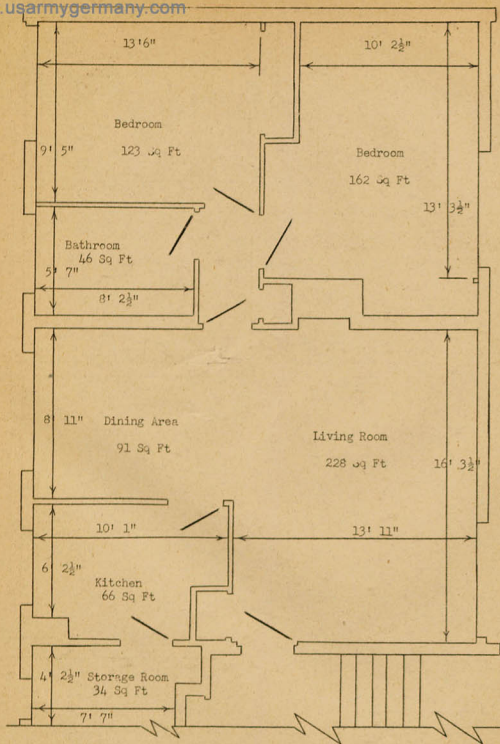 usarmygermany.com
13'6"
10' 2½"
Bedroom
123 Sq Ft
9' 5"
Bedroom
162 Sq Ft
13' 3½"
Bathroom
46 Sq Ft
5' 7"
8' 2½"
8' 11"
Dining Area
91 Sq Ft
Living Room
228 Sq Ft
16' 3½"
10' 1"
13' 11"
6' 2½"
Kitchen
66 Sq Ft
4' 2½" Storage Room
34 Sq Ft
7' 7"